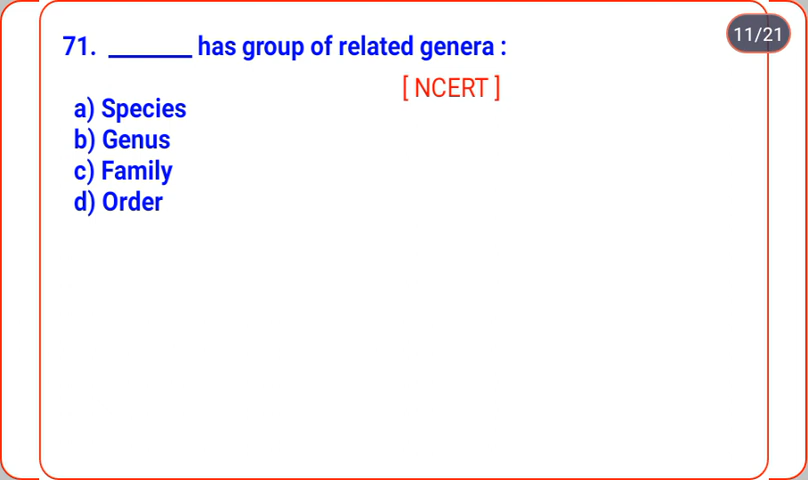 71. _______ has group of related genera :
[ NCERT ]
a) Species
b) Genus
c) Family
d) Order
11/21